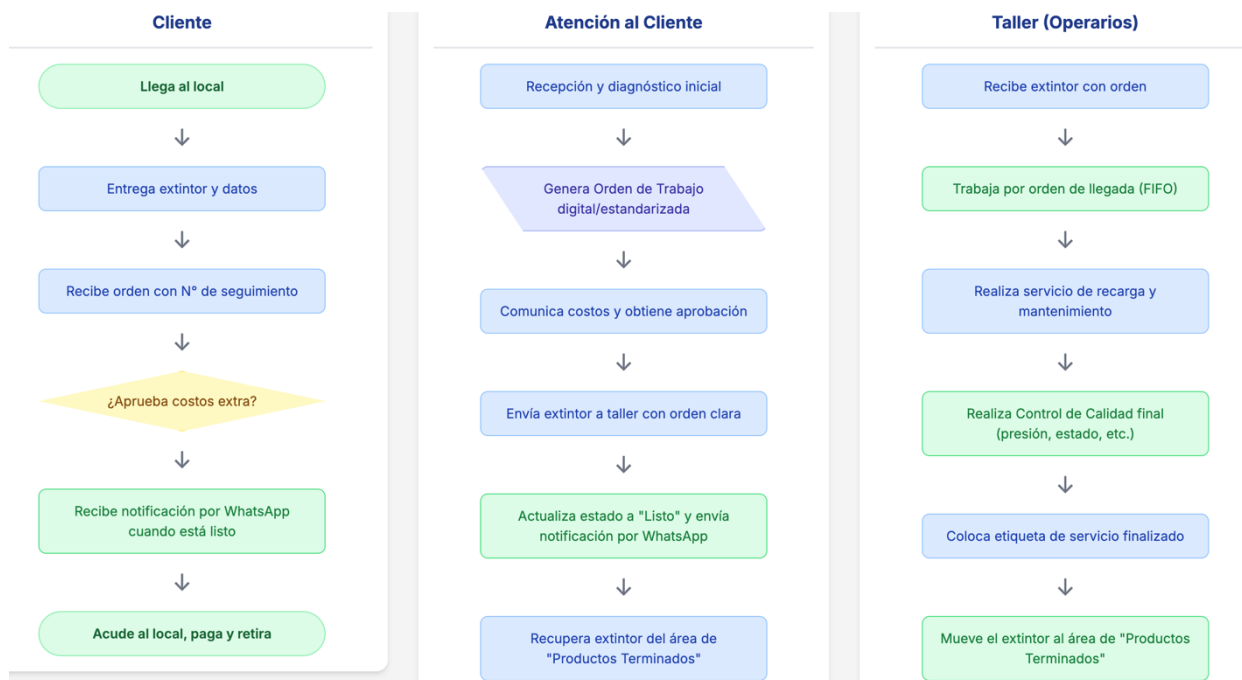 Cliente
Llega al local
Entrega extintor y datos
Recibe orden con N° de seguimiento
¿Aprueba costos extra?
Recibe notificación por WhatsApp
cuando está listo
Acude al local, paga y retira
Atención al Cliente
Recepción y diagnóstico inicial
Genera Orden de Trabajo
digital/estandarizada
Comunica costos y obtiene aprobación
Envía extintor a taller con orden clara
Actualiza estado a "Listo" y envía
notificación por WhatsApp
Recupera extintor del área de
"Productos Terminados"
Taller (Operarios)
Recibe extintor con orden
Trabaja por orden de llegada (FIFO)
Realiza servicio de recarga y
mantenimiento
Realiza Control de Calidad final
(presión, estado, etc.)
Coloca etiqueta de servicio finalizado
Mueve el extintor al área de "Productos
Terminados"